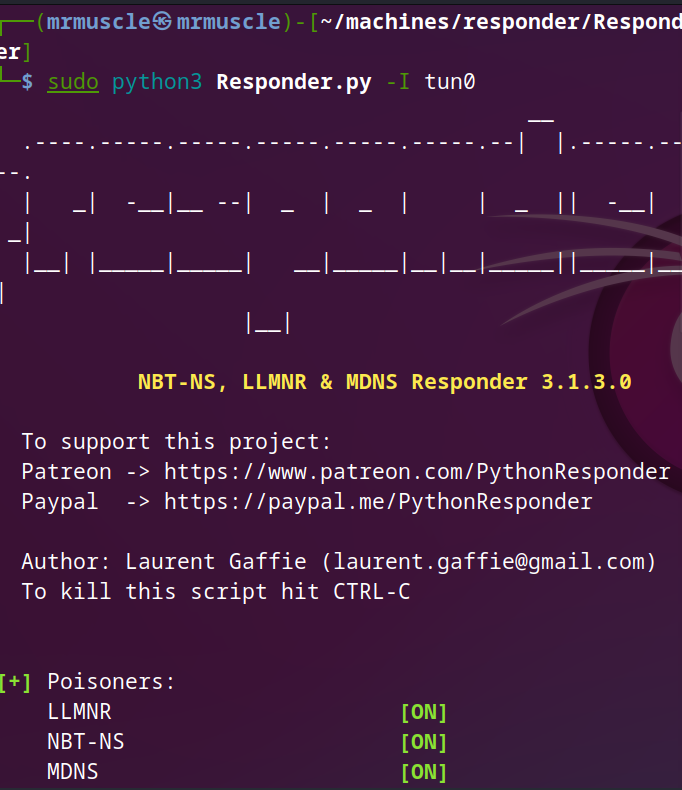 ┌──(mrmuscle㉿mrmuscle)-[~/machines/responder/Respond
er]
└─$ sudo python3 Responder.py -I tun0
                                         __
  .----.-----.-----.-----.-----.-----.--|  |.-----.--
--.
  |   _|  -__|__ --|  _  |  _  |     |  _  ||  -__|
 _|
  |__| |_____|_____|   __|_____|__|__|_____||_____|__
|
                   |__|
NBT-NS, LLMNR & MDNS Responder 3.1.3.0
To support this project:
Patreon -> https://www.patreon.com/PythonResponder
Paypal  -> https://paypal.me/PythonResponder
Author: Laurent Gaffie (laurent.gaffie@gmail.com)
To kill this script hit CTRL-C
[+] Poisoners:
LLMNR                      [ON]
NBT-NS                     [ON]
MDNS                       [ON]